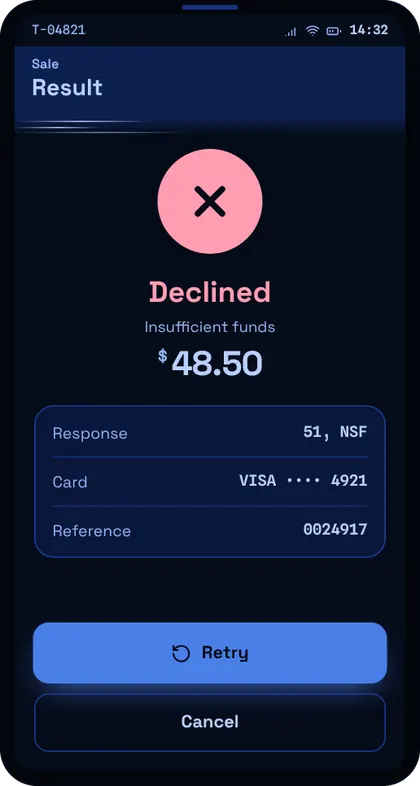 T-04821 14:32
Sale
Result
Declined
Insufficient funds
$48.50
Response 51, NSF
Card VISA •••• 4921
Reference 0024917
Retry
Cancel